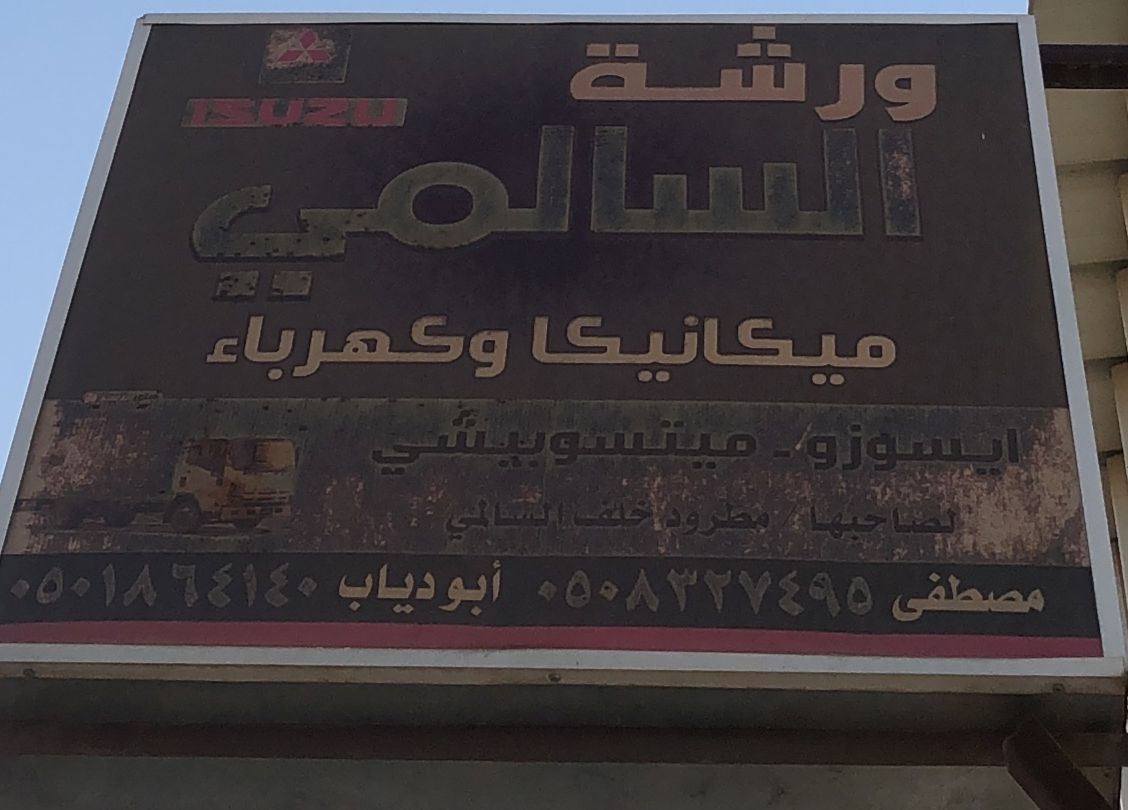 ISUZU
ورشة
السالمي
ميكانيكا وكهرباء
ايسوزو - ميتسوبيشي
لصاحبها / مطرود خلف السالمي
مصطفى ٠٥٠٨٣٢٧٤٩٥ أبو دياب ٠٥٠١٨٦٤١٤٠